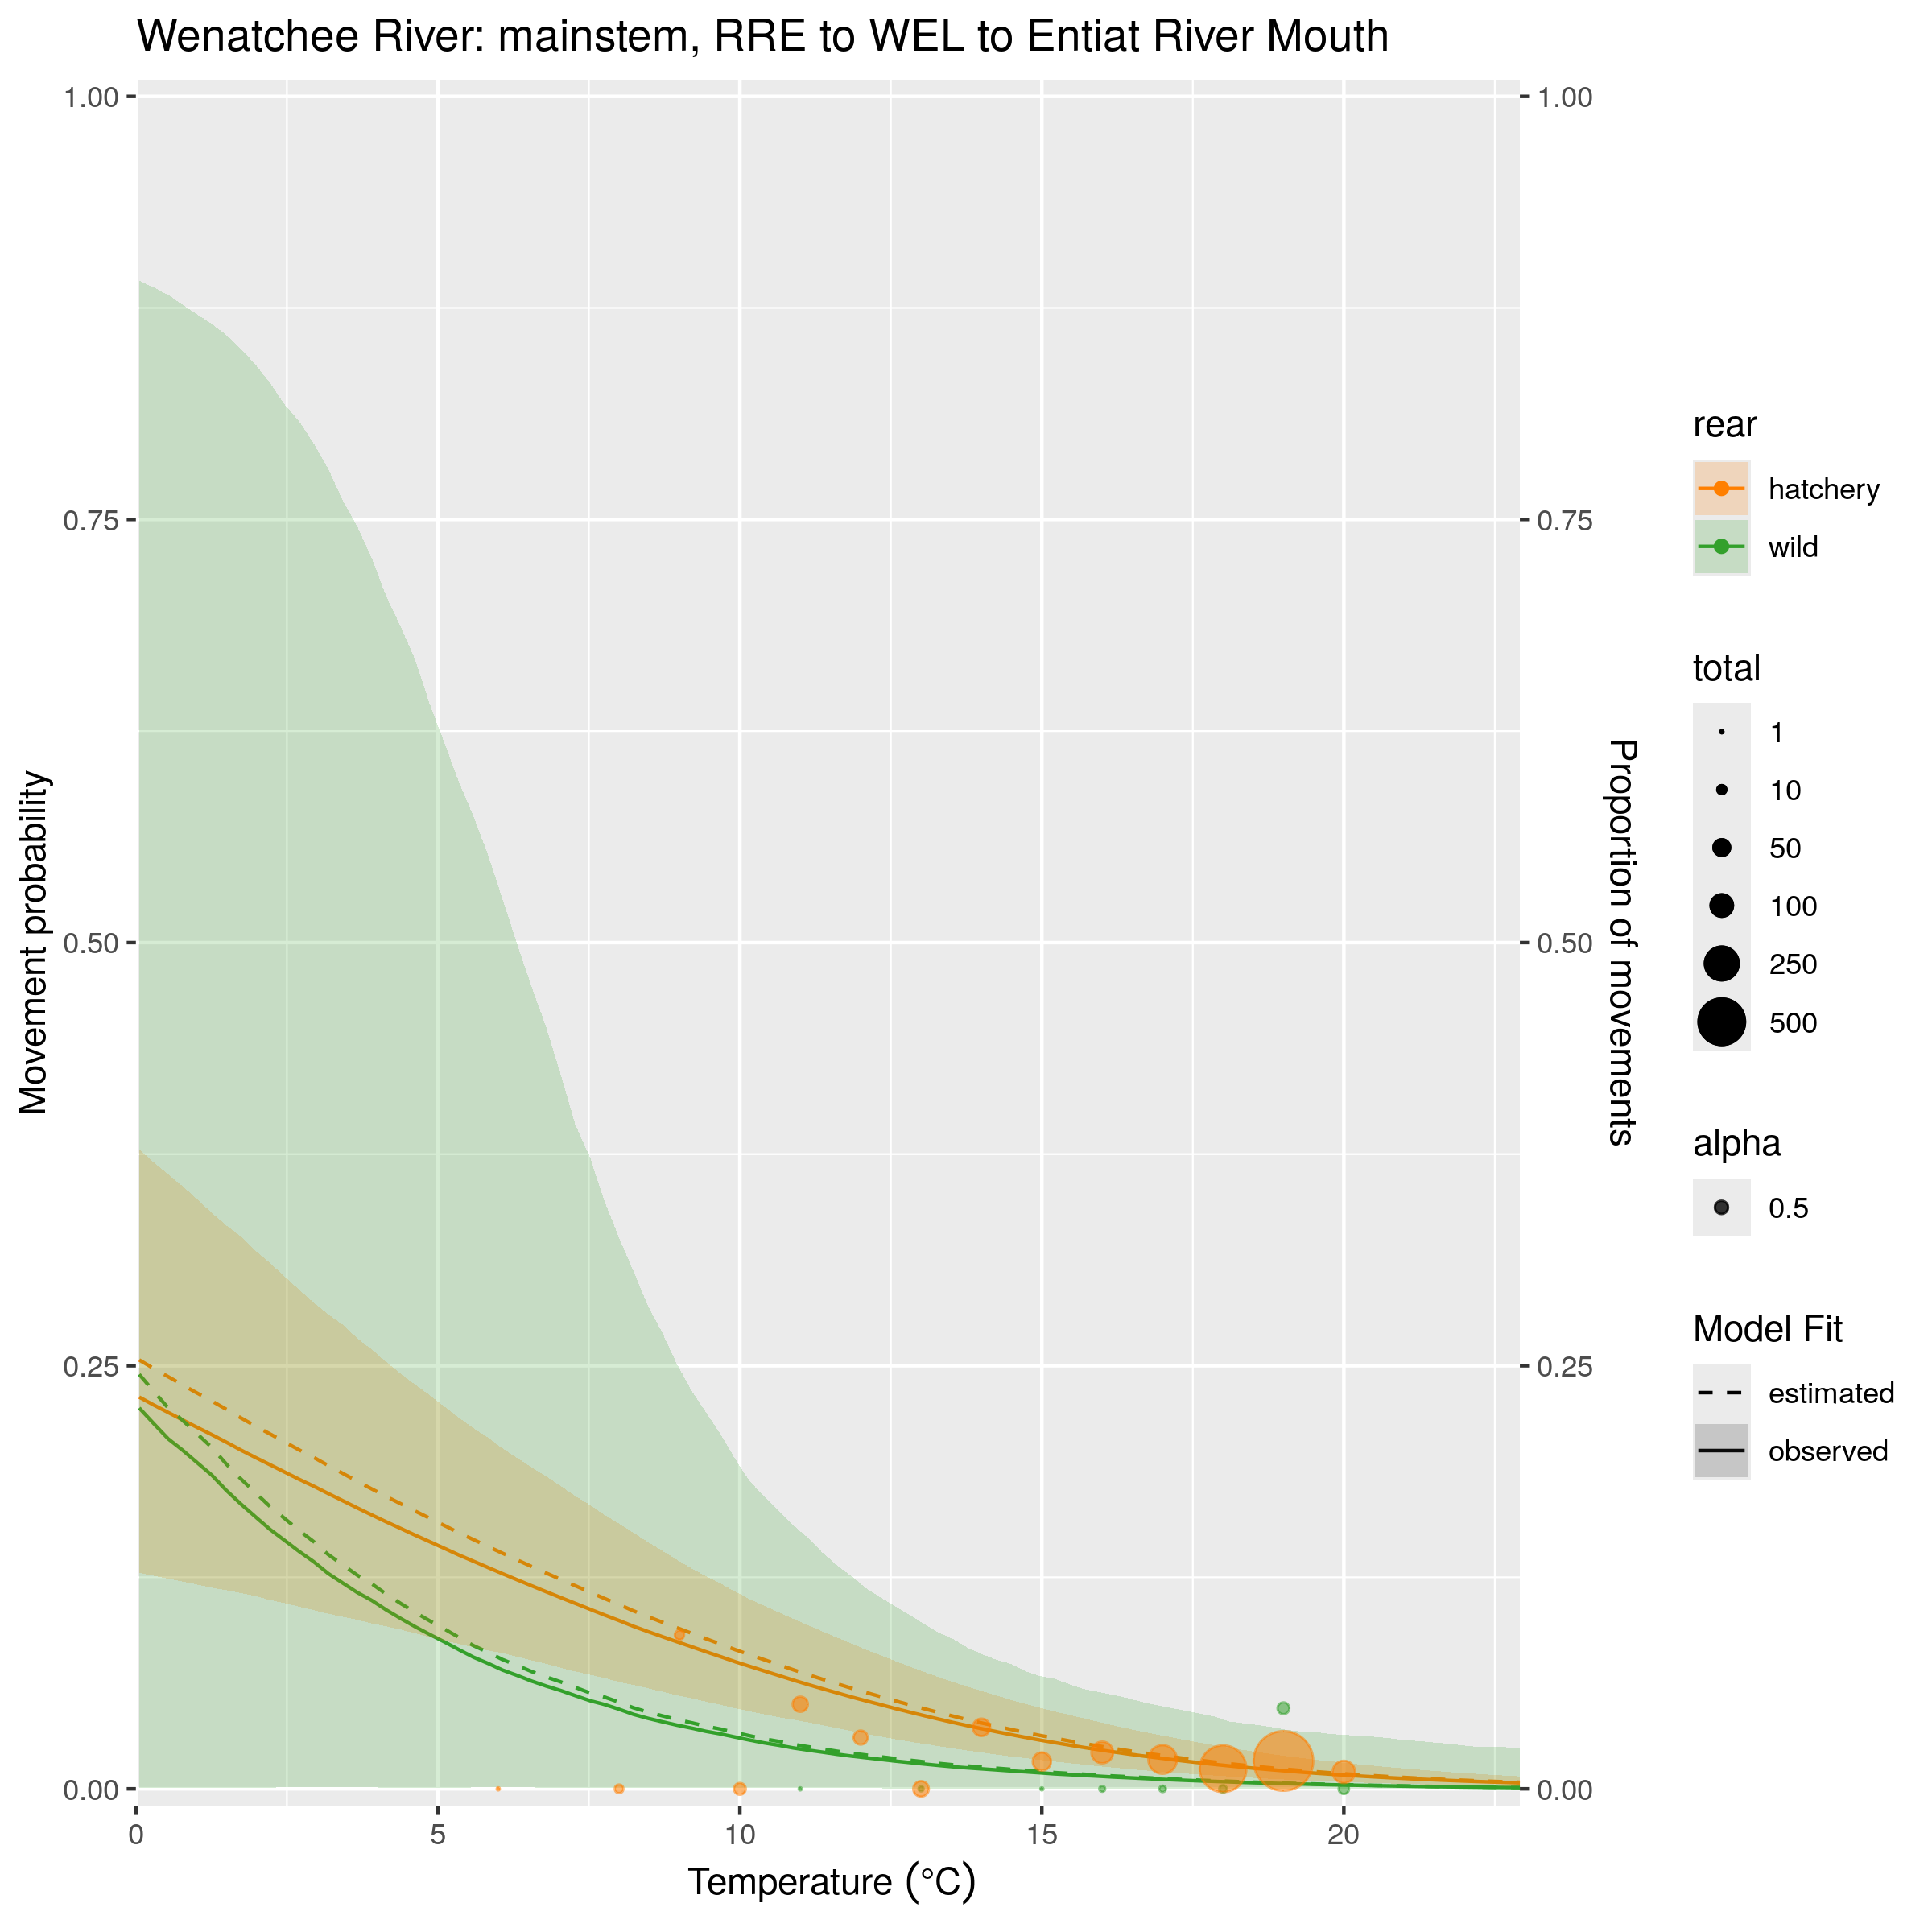 Wenatchee River: mainstem, RRE to WEL to Entiat River Mouth
Movement probability
1.00
0.75
0.50
0.25
0.00
0
5
10
15
20
Temperature (°C)
1.00
0.75
0.50
0.25
0.00
Proportion of movements
rear
hatchery
wild
total
1
10
50
100
250
500
alpha
0.5
Model Fit
estimated
observed